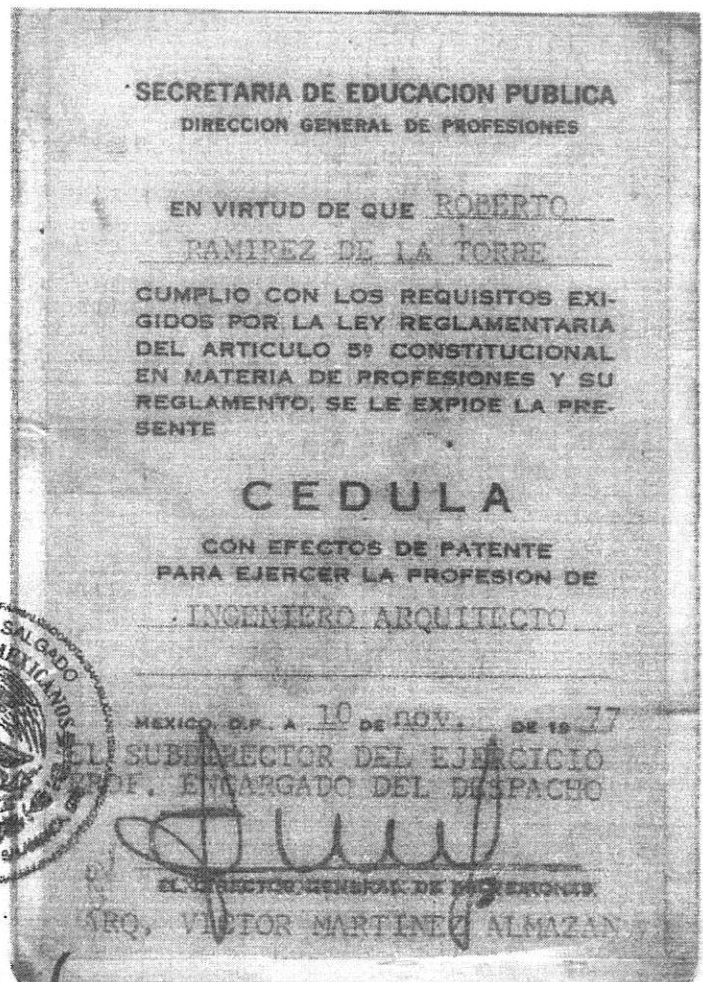 SECRETARIA DE EDUCACION PUBLICA
DIRECCION GENERAL DE PROFESIONES
EN VIRTUD DE QUE ROBERTO
RAMIREZ DE LA TORRE
CUMPLIO CON LOS REQUISITOS EXI-
GIDOS POR LA LEY REGLAMENTARIA
DEL ARTICULO 5º CONSTITUCIONAL
EN MATERIA DE PROFESIONES Y SU
REGLAMENTO, SE LE EXPIDE LA PRE-
SENTE
CEDULA
CON EFECTOS DE PATENTE
PARA EJERCER LA PROFESION DE
INGENIERO ARQUITECTO
MEXICO, D.F. A 10 DE nov. DE 19 77
EL SUBDIRECTOR DEL EJERCICIO
PROF. ENCARGADO DEL DESPACHO
EL DIRECTOR GENERAL DE PROFESIONES
ARQ. VICTOR MARTINEZ ALMAZAN
SALGADO
MEXICANOS